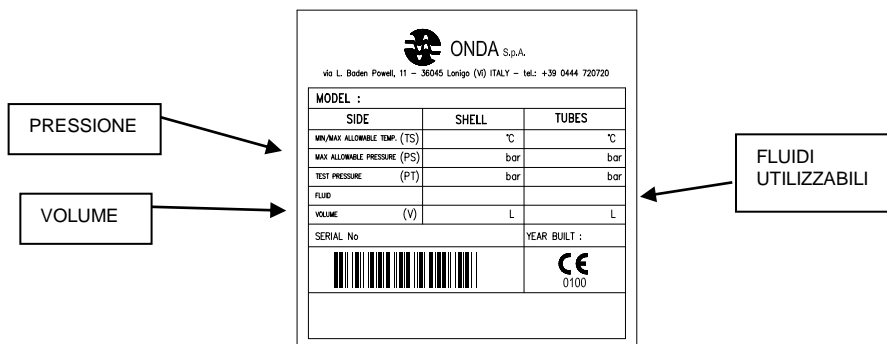 ONDA S.p.A.
via L. Baden Powell, 11 – 36045 Lonigo (Vi) ITALY – tel.: +39 0444 720720
MODEL :
SIDE SHELL TUBES
MIN/MAX ALLOWABLE TEMP. (TS) °C °C
MAX ALLOWABLE PRESSURE (PS) bar bar
TEST PRESSURE (PT) bar bar
FLUID
VOLUME (V) L L
SERIAL No YEAR BUILT :
CE
0100
PRESSIONE
VOLUME
FLUIDI
UTILIZZABILI